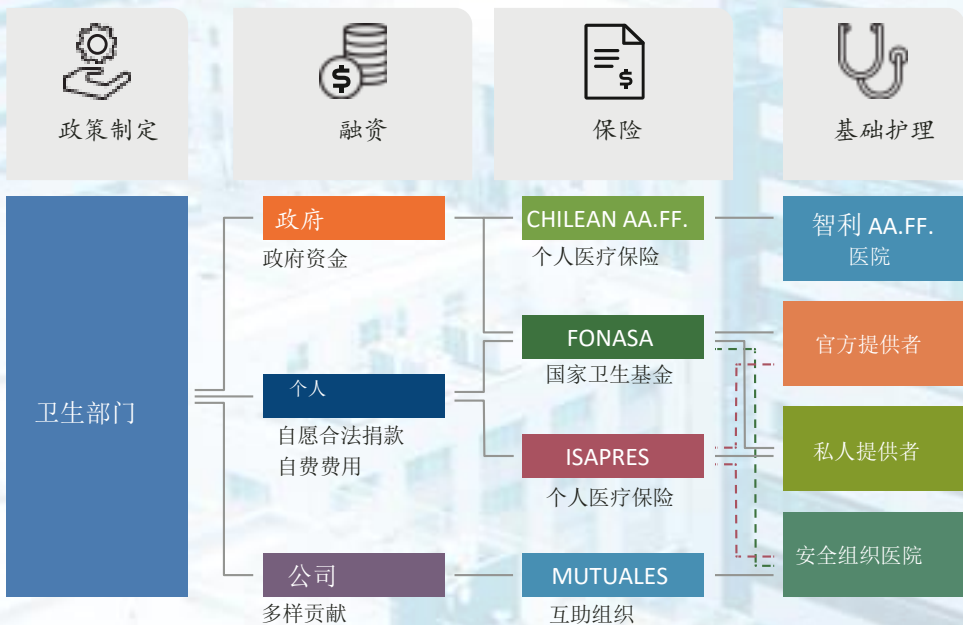 政策制定
融资
保险
基础护理
卫生部门
政府
政府资金
个人
自愿合法捐款
自费费用
公司
多样贡献
CHILEAN AA.FF.
个人医疗保险
FONASA
国家卫生基金
ISAPRES
个人医疗保险
MUTUALES
互助组织
智利 AA.FF.
医院
官方提供者
私人提供者
安全组织医院